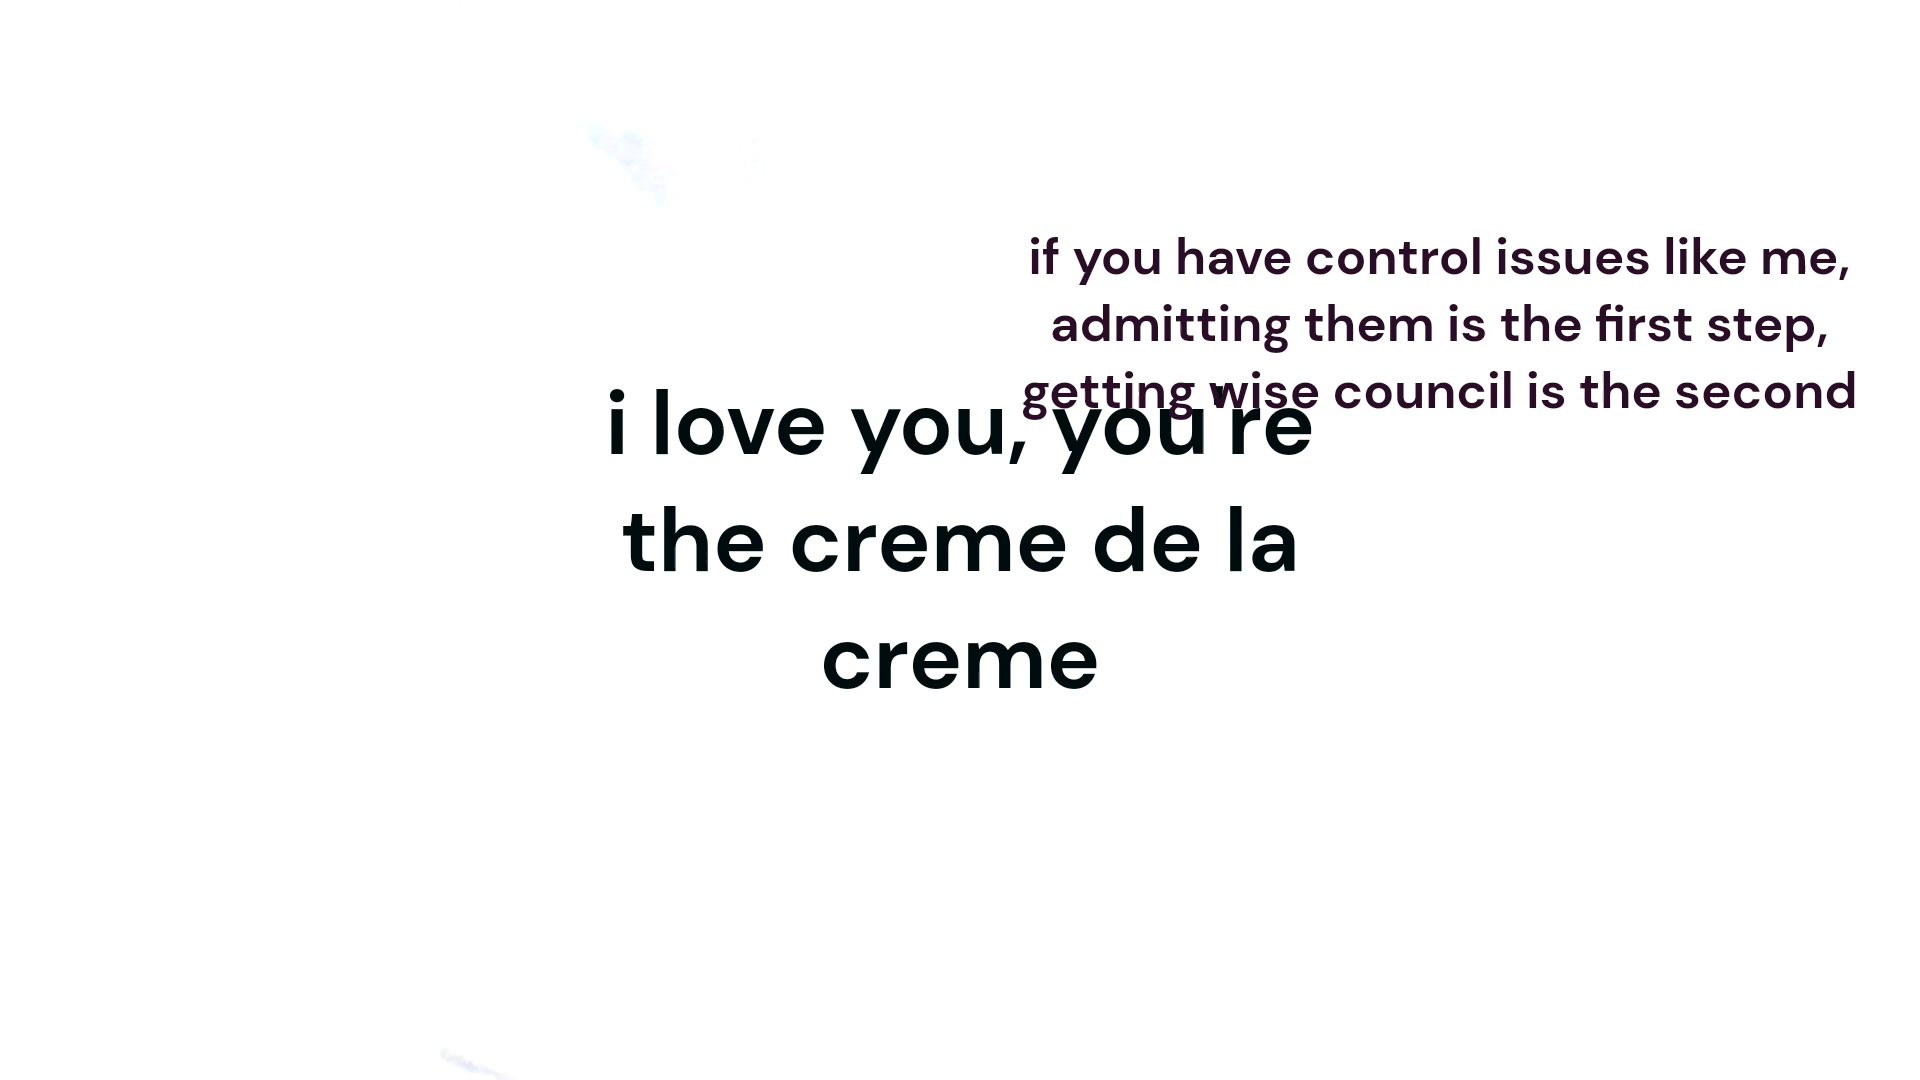 if you have control issues like me,
admitting them is the first step,
getting wise council is the second
i love you, you're
the creme de la
creme